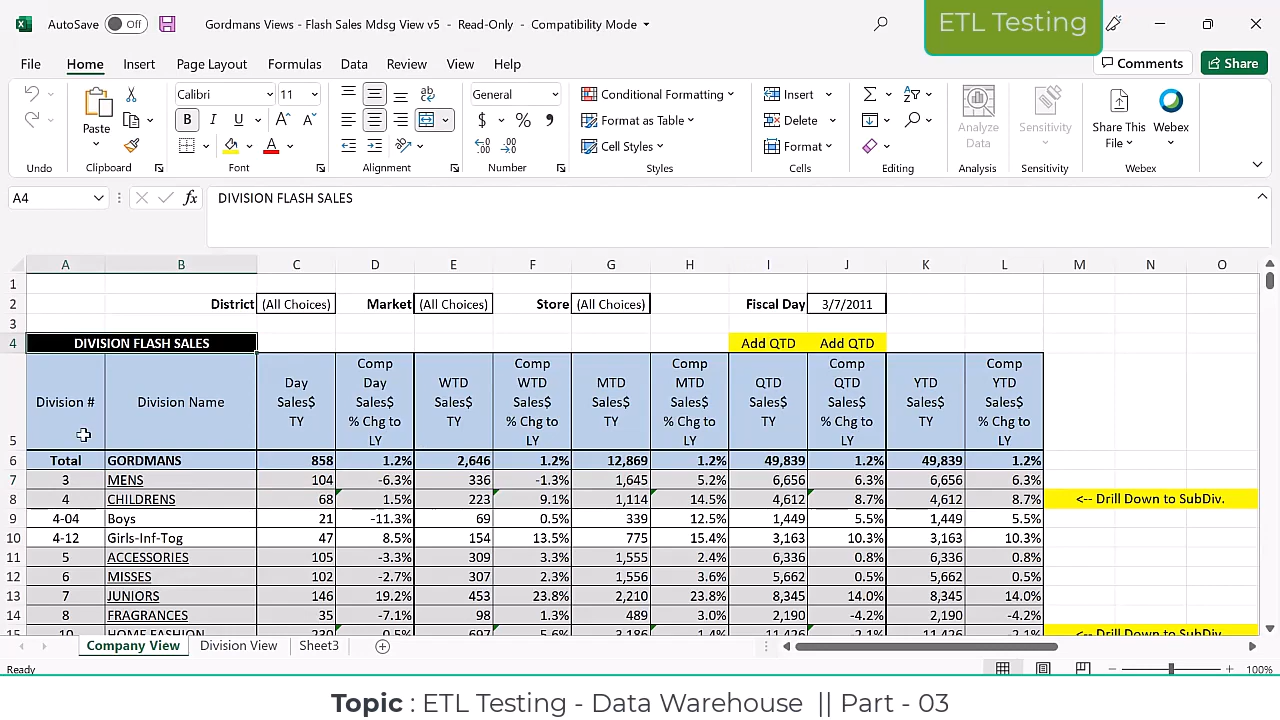 AutoSave Off Gordmans Views - Flash Sales Mdsg View v5 - Read-Only - Compatibility Mode ETL Testing
File Home Insert Page Layout Formulas Data Review View Help Comments Share
Paste Calibri 11 General Conditional Formatting Insert Analyze Data Sensitivity Share This File Webex
B I U A A ab $ % , Format as Table Delete
A Cell Styles Format
Undo Clipboard Font Alignment Number Styles Cells Editing Analysis Sensitivity Webex
A4 fx DIVISION FLASH SALES
A B C D E F G H I J K L M N O
1
2 District (All Choices) Market (All Choices) Store (All Choices) Fiscal Day 3/7/2011
3
4 DIVISION FLASH SALES Add QTD Add QTD
5 Division # Division Name Day Sales$ TY Comp Day Sales$ % Chg to LY WTD Sales$ TY Comp WTD Sales$ % Chg to LY MTD Sales$ TY Comp MTD Sales$ % Chg to LY QTD Sales$ TY Comp QTD Sales$ % Chg to LY YTD Sales$ TY Comp YTD Sales$ % Chg to LY
6 Total GORDMANS 858 1.2% 2,646 1.2% 12,869 1.2% 49,839 1.2% 49,839 1.2%
7 3 MENS 104 -6.3% 336 -1.3% 1,645 5.2% 6,656 6.3% 6,656 6.3%
8 4 CHILDRENS 68 1.5% 223 9.1% 1,114 14.5% 4,612 8.7% 4,612 8.7% <-- Drill Down to SubDiv.
9 4-04 Boys 21 -11.3% 69 0.5% 339 12.5% 1,449 5.5% 1,449 5.5%
10 4-12 Girls-Inf-Tog 47 8.5% 154 13.5% 775 15.4% 3,163 10.3% 3,163 10.3%
11 5 ACCESSORIES 105 -3.3% 309 3.3% 1,555 2.4% 6,336 0.8% 6,336 0.8%
12 6 MISSES 102 -2.7% 307 2.3% 1,556 3.6% 5,662 0.5% 5,662 0.5%
13 7 JUNIORS 146 19.2% 453 23.8% 2,210 23.8% 8,345 14.0% 8,345 14.0%
14 8 FRAGRANCES 35 -7.1% 98 1.3% 489 3.0% 2,190 -4.2% 2,190 -4.2%
15 10 HOME FASHION 230 0.5% 697 5.6% 3,186 1.4% 11,426 -2.1% 11,426 -2.1% <-- Drill Down to SubDiv.
Company View Division View Sheet3
Ready 100%
Topic : ETL Testing - Data Warehouse || Part - 03